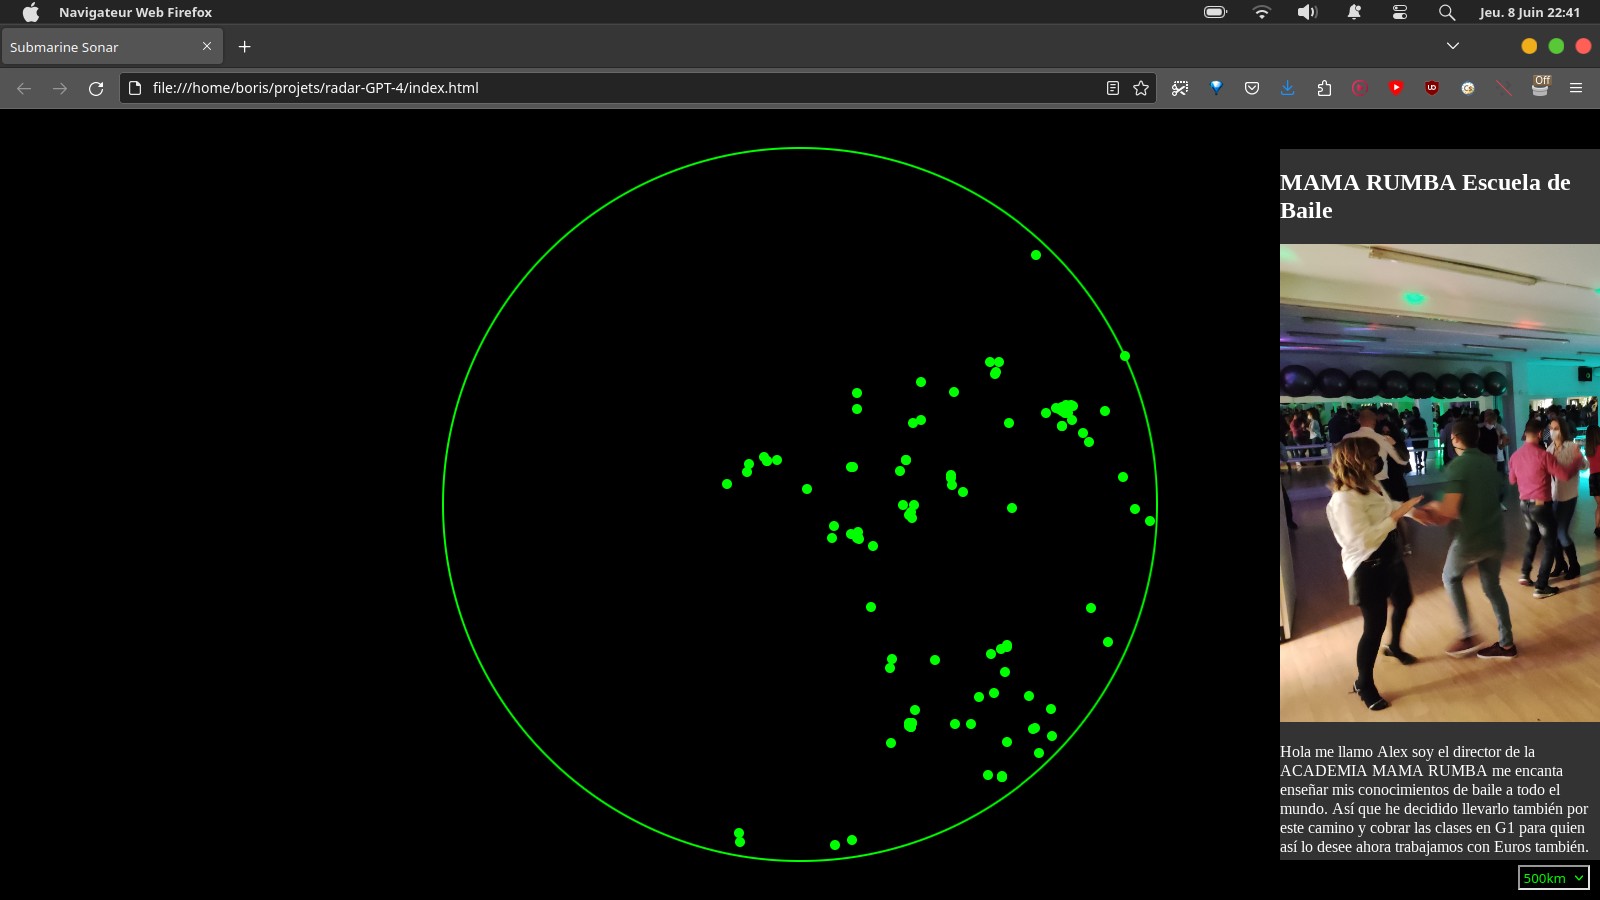 Navigateur Web Firefox
Jeu. 8 Juin 22:41
Submarine Sonar
file:///home/boris/projets/radar-GPT-4/index.html
Off
MAMA RUMBA Escuela de
Baile
Hola me llamo Alex soy el director de la
ACADEMIA MAMA RUMBA me encanta
enseñar mis conocimientos de baile a todo el
mundo. Así que he decidido llevarlo también por
este camino y cobrar las clases en G1 para quien
así lo desee ahora trabajamos con Euros también.
500km